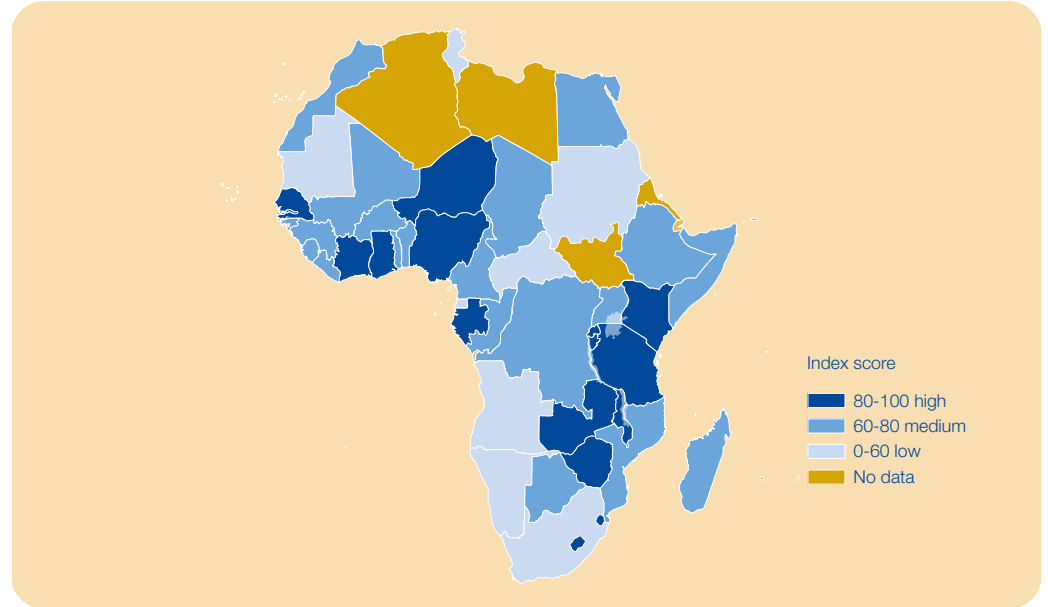 Index score
80-100 high
60-80 medium
0-60 low
No data